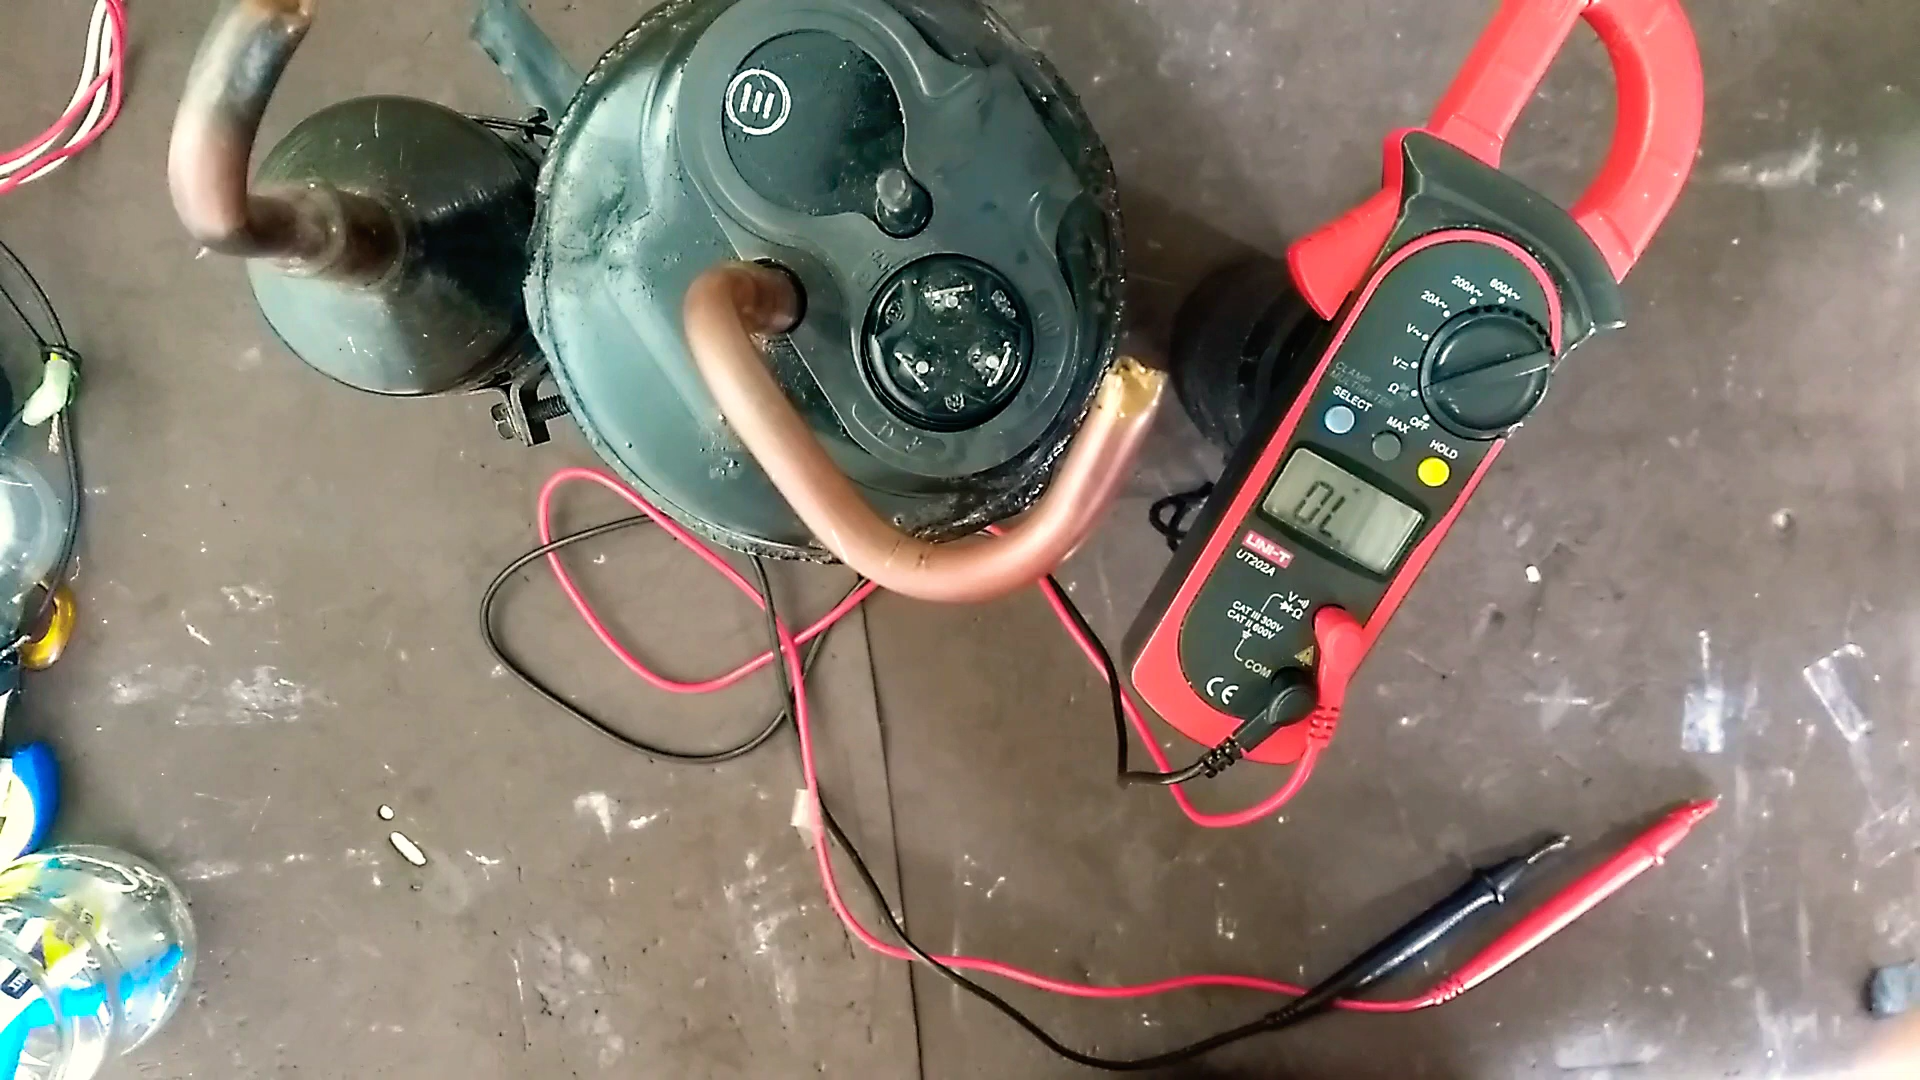 600A~
200A~
20A~
V~
V=
Ω
OFF
CLAMP
MULTIMETER
SELECT
MAX
HOLD
OL
UNI-T
UT202A
V
Ω
CAT III 300V
CAT II 600V
COM
CE